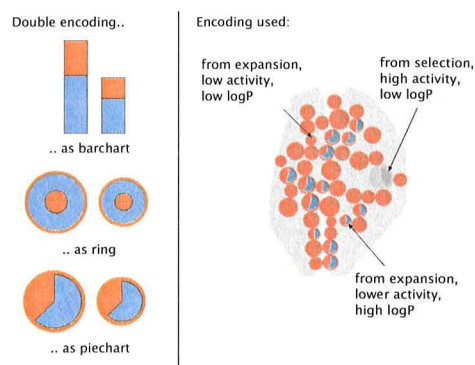 Double encoding..
.. as barchart
.. as ring
.. as piechart
Encoding used:
from expansion,
low activity,
low logP
from selection,
high activity,
low logP
from expansion,
lower activity,
high logP